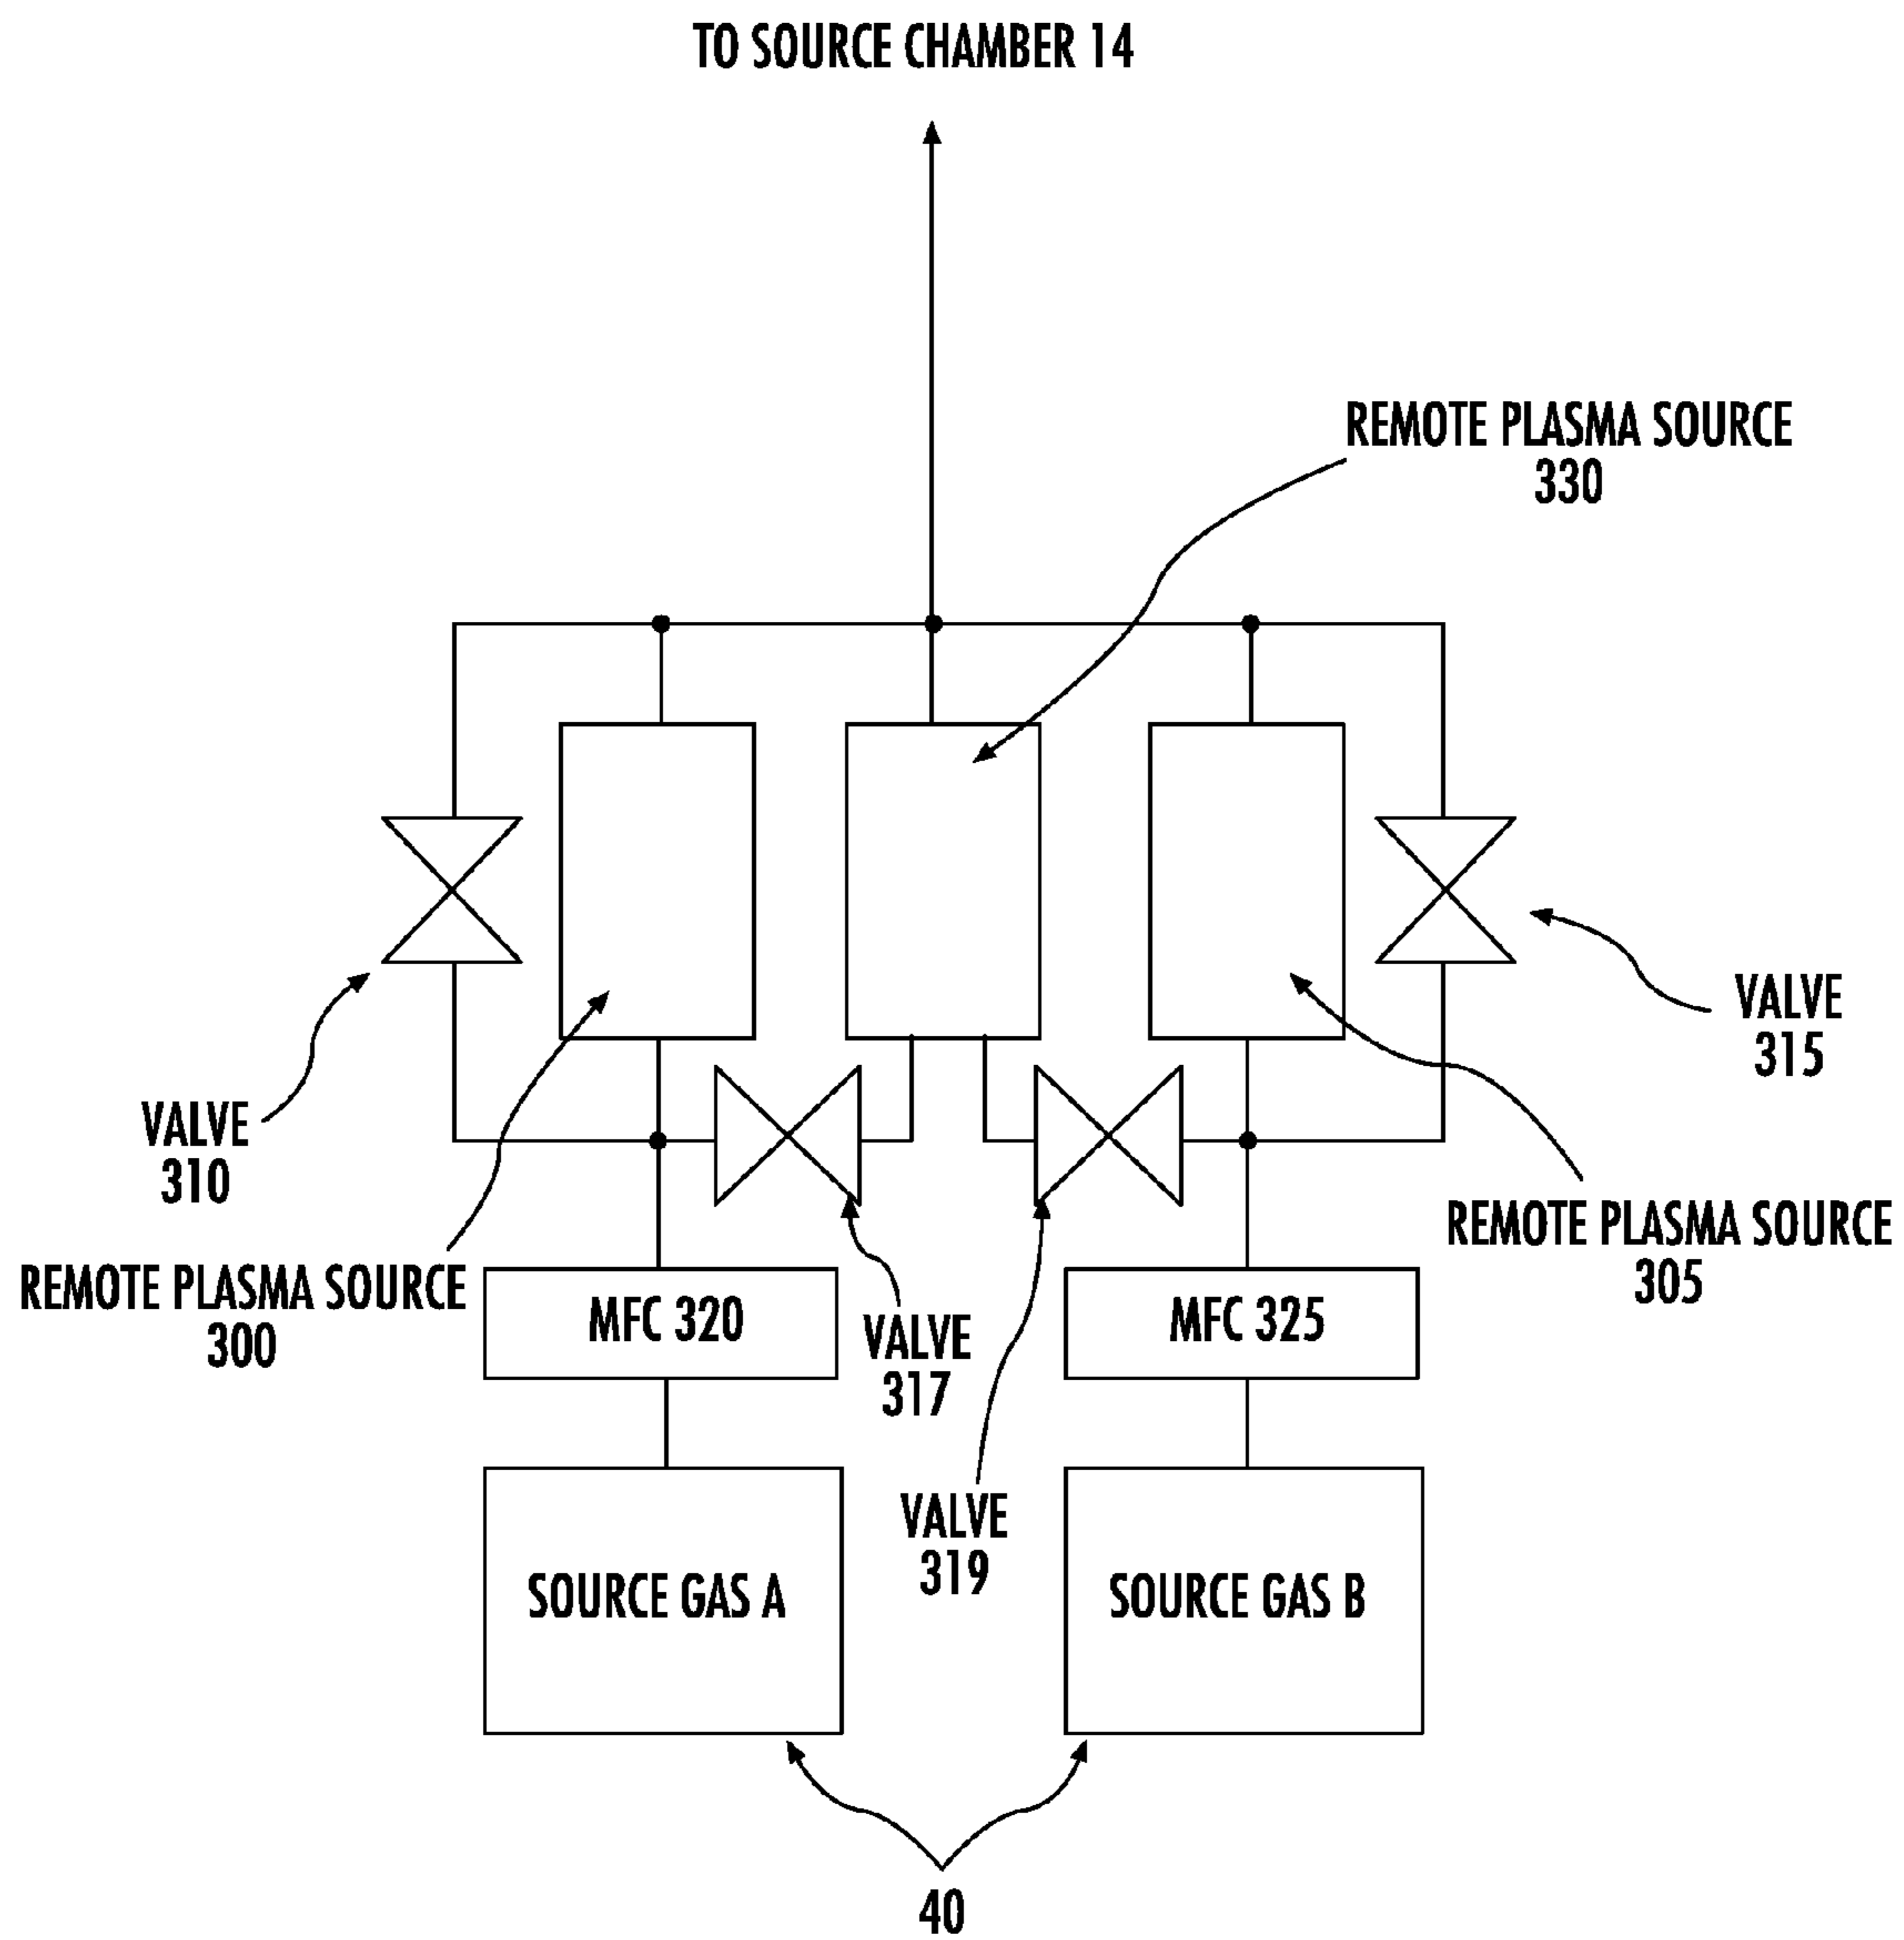 TO SOURCE CHAMBER 14
REMOTE PLASMA SOURCE
330
VALVE
315
VALVE
310
REMOTE PLASMA SOURCE
305
REMOTE PLASMA SOURCE
300
MFC 320
MFC 325
VALVE
317
VALVE
319
SOURCE GAS A
SOURCE GAS B
40